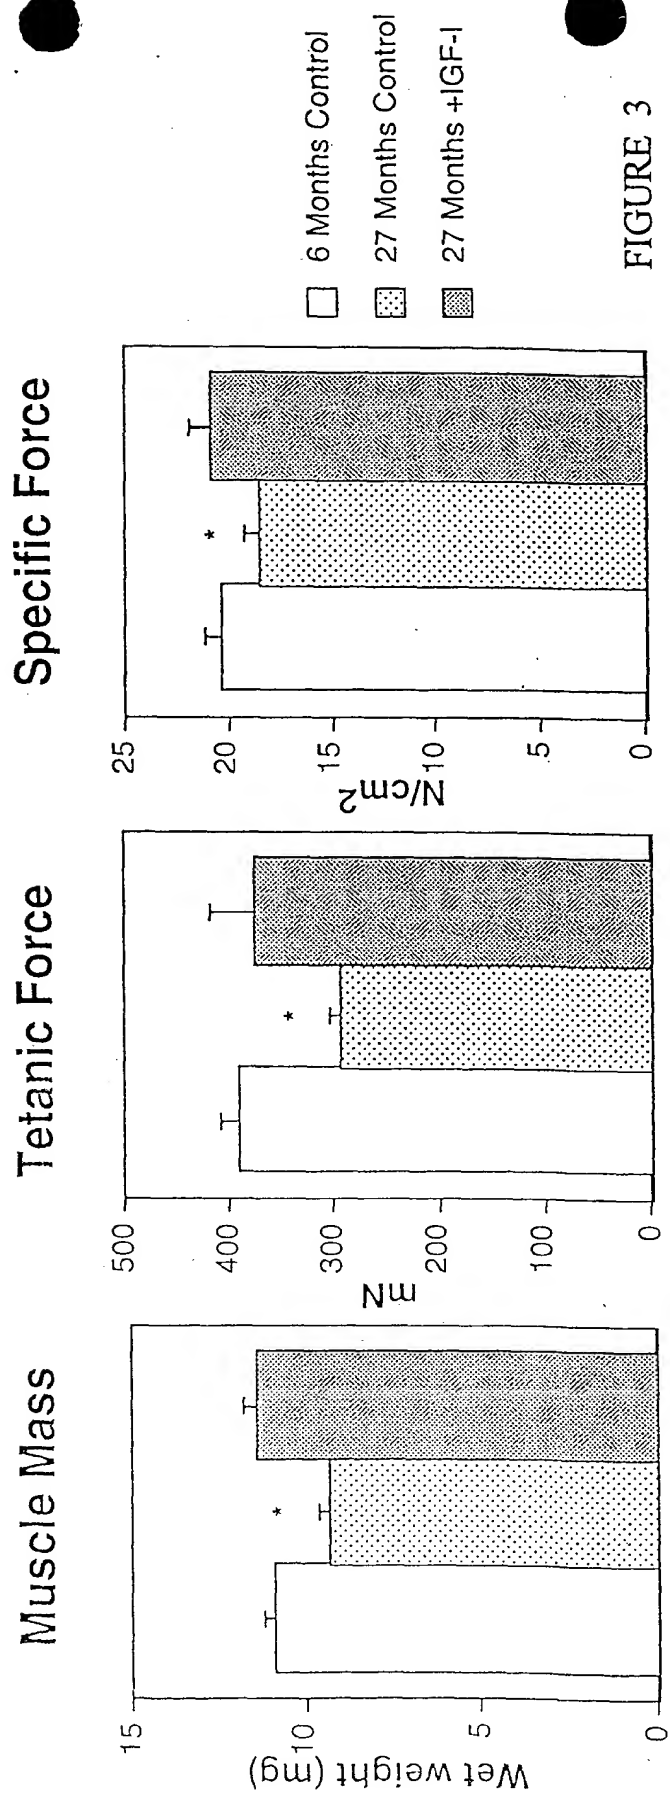 Muscle Mass
Wet weight (mg)
15
10
5
0
*
Tetanic Force
mN
500
400
300
200
100
0
*
Specific Force
N/cm²
25
20
15
10
5
0
*
6 Months Control
27 Months Control
27 Months +IGF-I
FIGURE 3